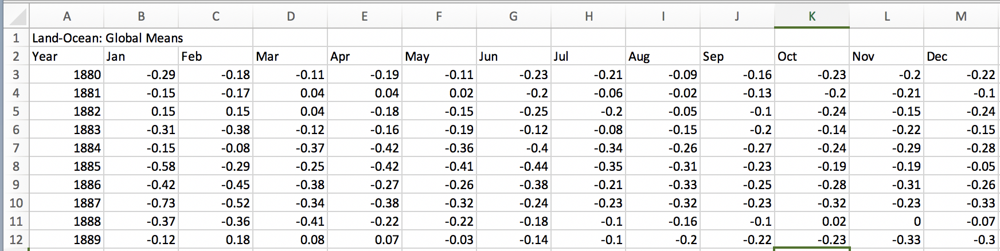 A B C D E F G H I J K L M
1 Land-Ocean: Global Means
2 Year Jan Feb Mar Apr May Jun Jul Aug Sep Oct Nov Dec
3 1880 -0.29 -0.18 -0.11 -0.19 -0.11 -0.23 -0.21 -0.09 -0.16 -0.23 -0.2 -0.22
4 1881 -0.15 -0.17 0.04 0.04 0.02 -0.2 -0.06 -0.02 -0.13 -0.2 -0.21 -0.1
5 1882 0.15 0.15 0.04 -0.18 -0.15 -0.25 -0.2 -0.05 -0.1 -0.24 -0.15 -0.24
6 1883 -0.31 -0.38 -0.12 -0.16 -0.19 -0.12 -0.08 -0.15 -0.2 -0.14 -0.22 -0.15
7 1884 -0.15 -0.08 -0.37 -0.42 -0.36 -0.4 -0.34 -0.26 -0.27 -0.24 -0.29 -0.28
8 1885 -0.58 -0.29 -0.25 -0.42 -0.41 -0.44 -0.35 -0.31 -0.23 -0.19 -0.19 -0.05
9 1886 -0.42 -0.45 -0.38 -0.27 -0.26 -0.38 -0.21 -0.33 -0.25 -0.28 -0.31 -0.26
10 1887 -0.73 -0.52 -0.34 -0.38 -0.32 -0.24 -0.23 -0.32 -0.23 -0.32 -0.23 -0.33
11 1888 -0.37 -0.36 -0.41 -0.22 -0.22 -0.18 -0.1 -0.16 -0.1 0.02 0 -0.07
12 1889 -0.12 0.18 0.08 0.07 -0.03 -0.14 -0.1 -0.2 -0.22 -0.23 -0.33 -0.3